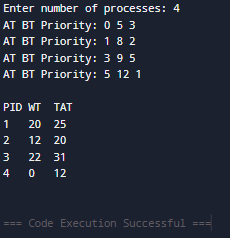 Enter number of processes: 4
AT BT Priority: 0 5 3
AT BT Priority: 1 8 2
AT BT Priority: 3 9 5
AT BT Priority: 5 12 1
PID WT TAT
1 20 25
2 12 20
3 22 31
4 0 12
=== Code Execution Successful ===